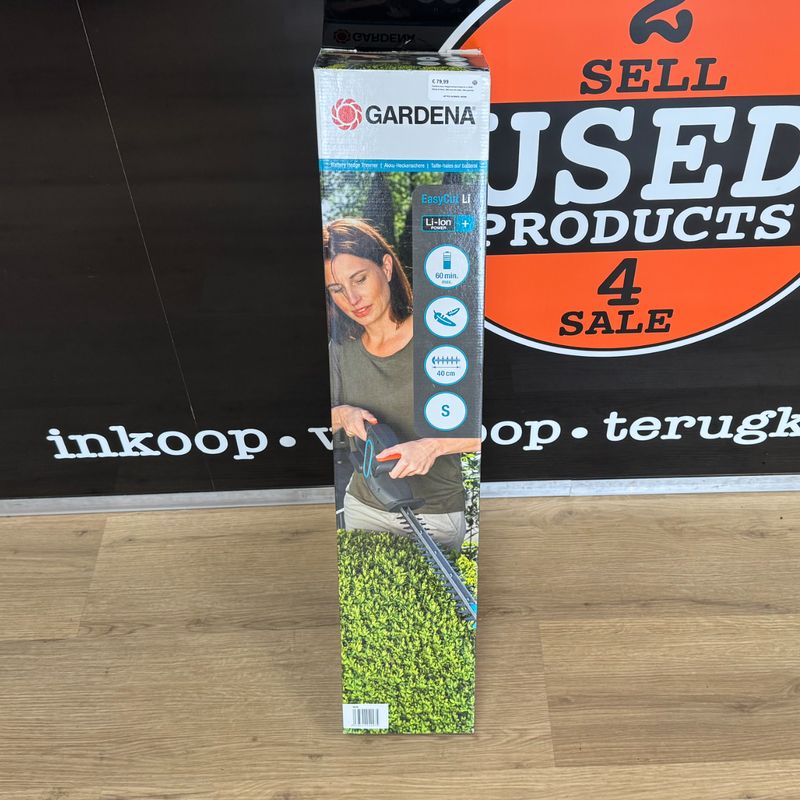 GARDENA
€ 79,99
GARDENA
Battery Hedge Trimmer | Akku-Heckenschere | Taille-haies sur batterie
EasyCut Li
Li-Ion
POWER
+
60 min.
max.
40 cm
S
2
SELL
USED
PRODUCTS
4
SALE
inkoop • v oop • terugk